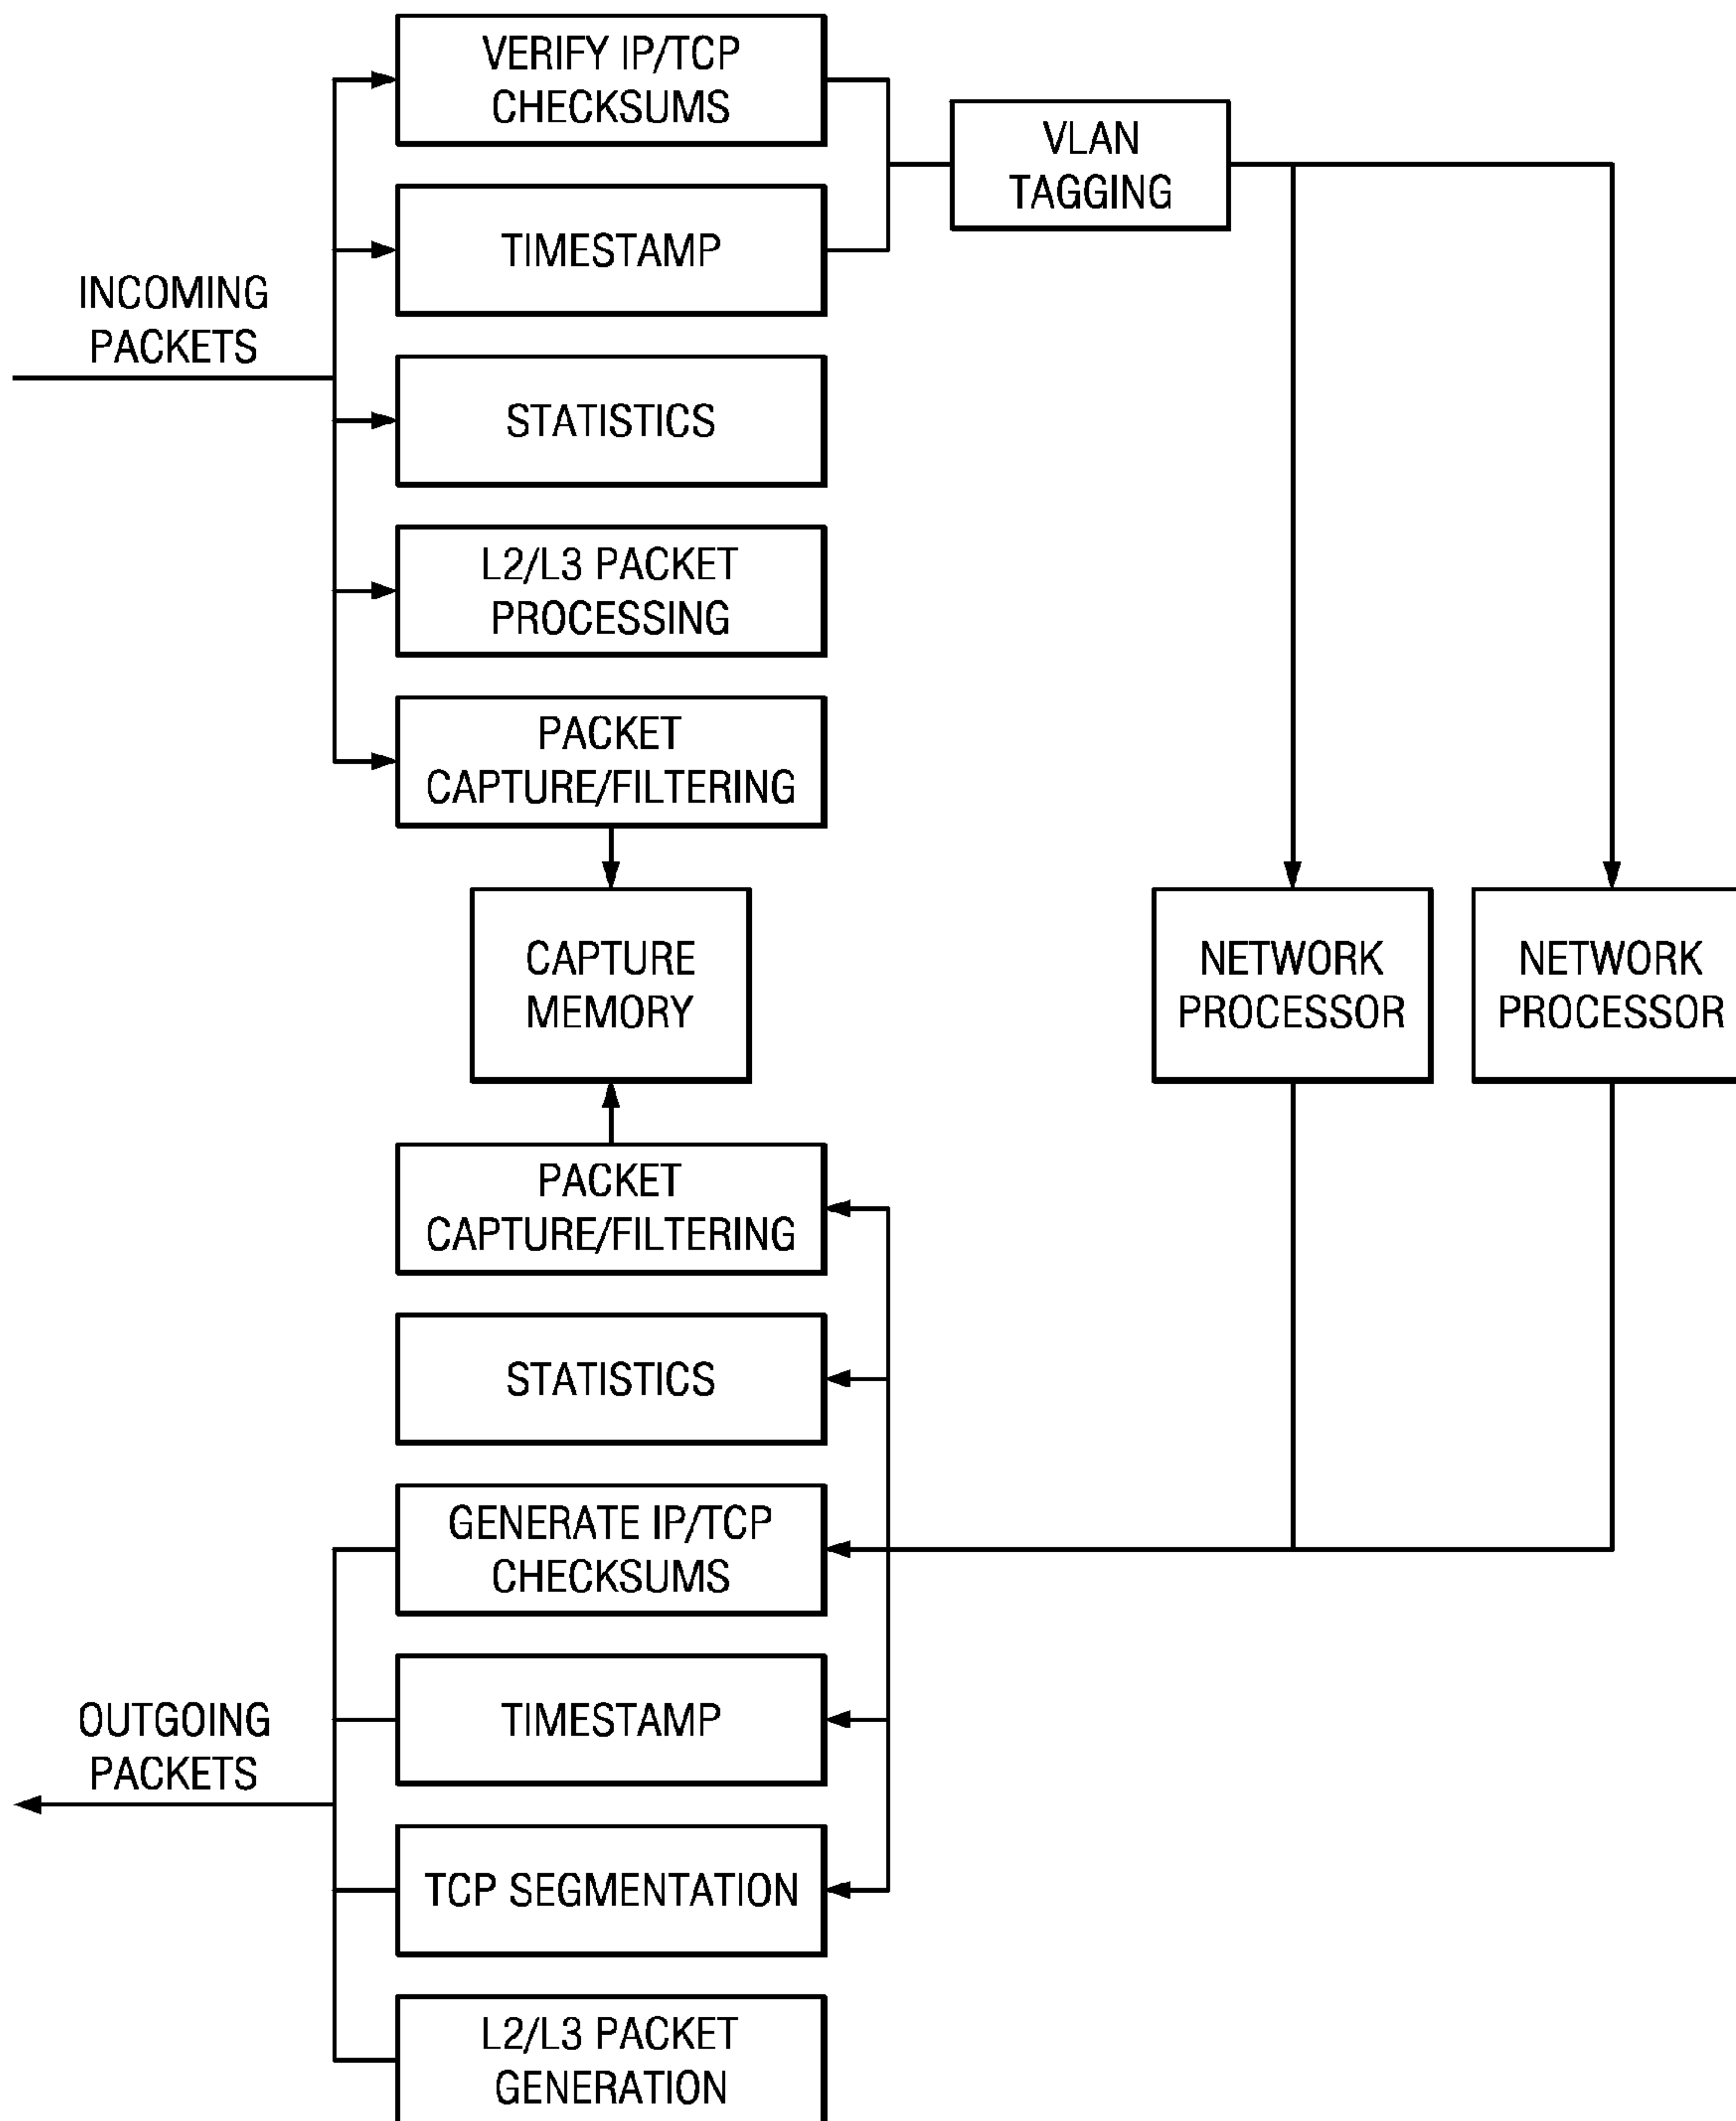 VERIFY IP/TCP
CHECKSUMS
VLAN
TAGGING
TIMESTAMP
INCOMING
PACKETS
STATISTICS
L2/L3 PACKET
PROCESSING
PACKET
CAPTURE/FILTERING
CAPTURE
MEMORY
NETWORK
PROCESSOR
NETWORK
PROCESSOR
PACKET
CAPTURE/FILTERING
STATISTICS
GENERATE IP/TCP
CHECKSUMS
TIMESTAMP
OUTGOING
PACKETS
TCP SEGMENTATION
L2/L3 PACKET
GENERATION